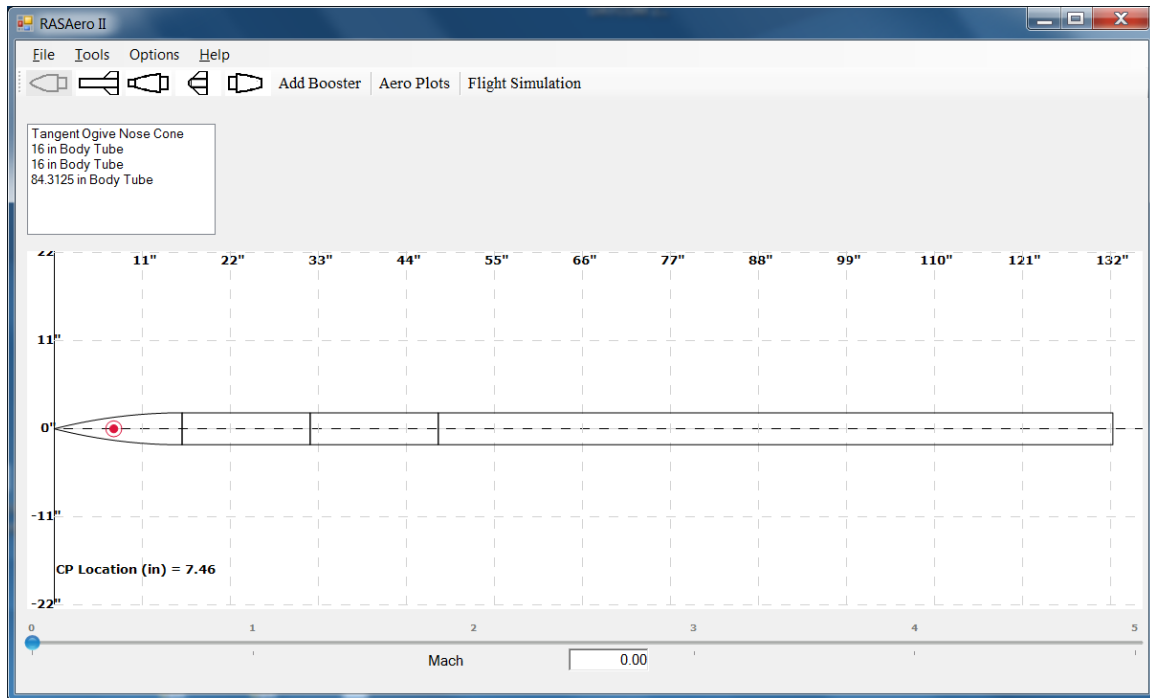 RASAero II
File Tools Options Help
Add Booster Aero Plots Flight Simulation
Tangent Ogive Nose Cone
16 in Body Tube
16 in Body Tube
84.3125 in Body Tube
22
11" 22" 33" 44" 55" 66" 77" 88" 99" 110" 121" 132"
11"
0"
-11"
CP Location (in) = 7.46
-22"
0 1 2 3 4 5
Mach 0.00